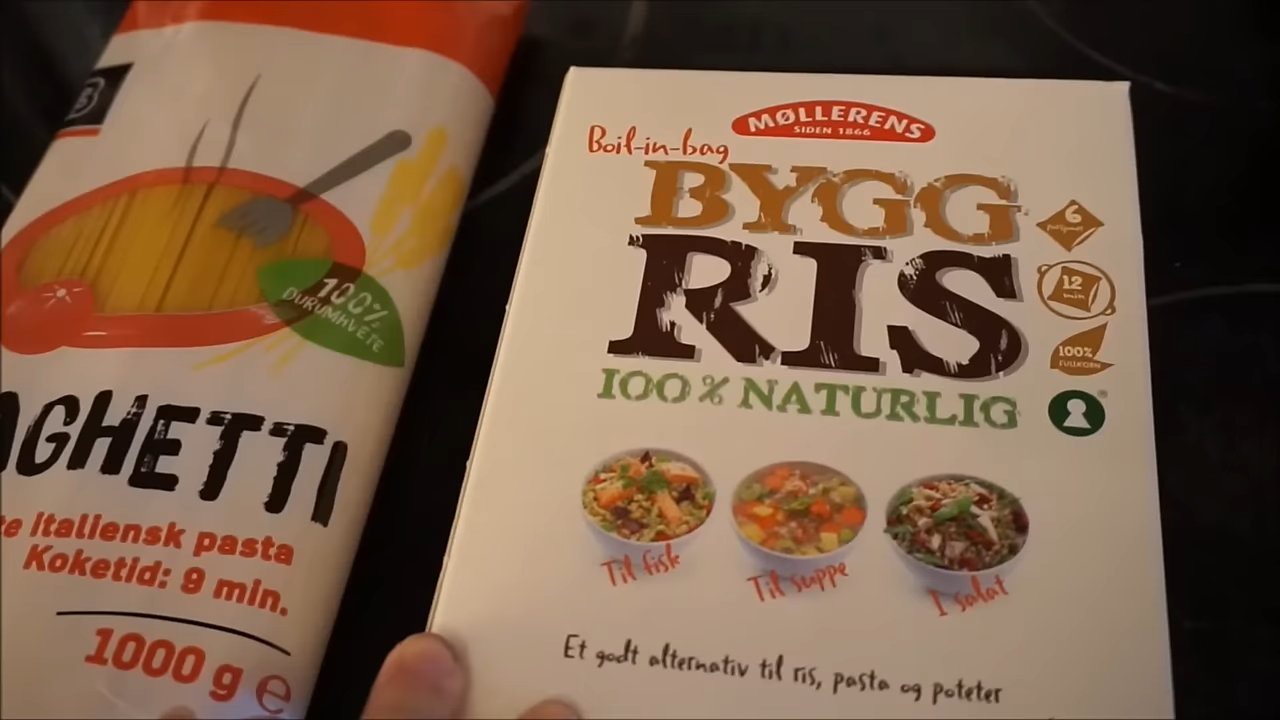 100%
DURUMHVETE
AGHETTI
te italiensk pasta
Koketid: 9 min.
1000 g e
MØLLERENS
SIDEN 1866
Boil-in-bag
BYGG
RIS
100% NATURLIG
6
12
min
100%
FULLKORN
Til fisk
Til suppe
I salat
Et godt alternativ til ris, pasta og poteter